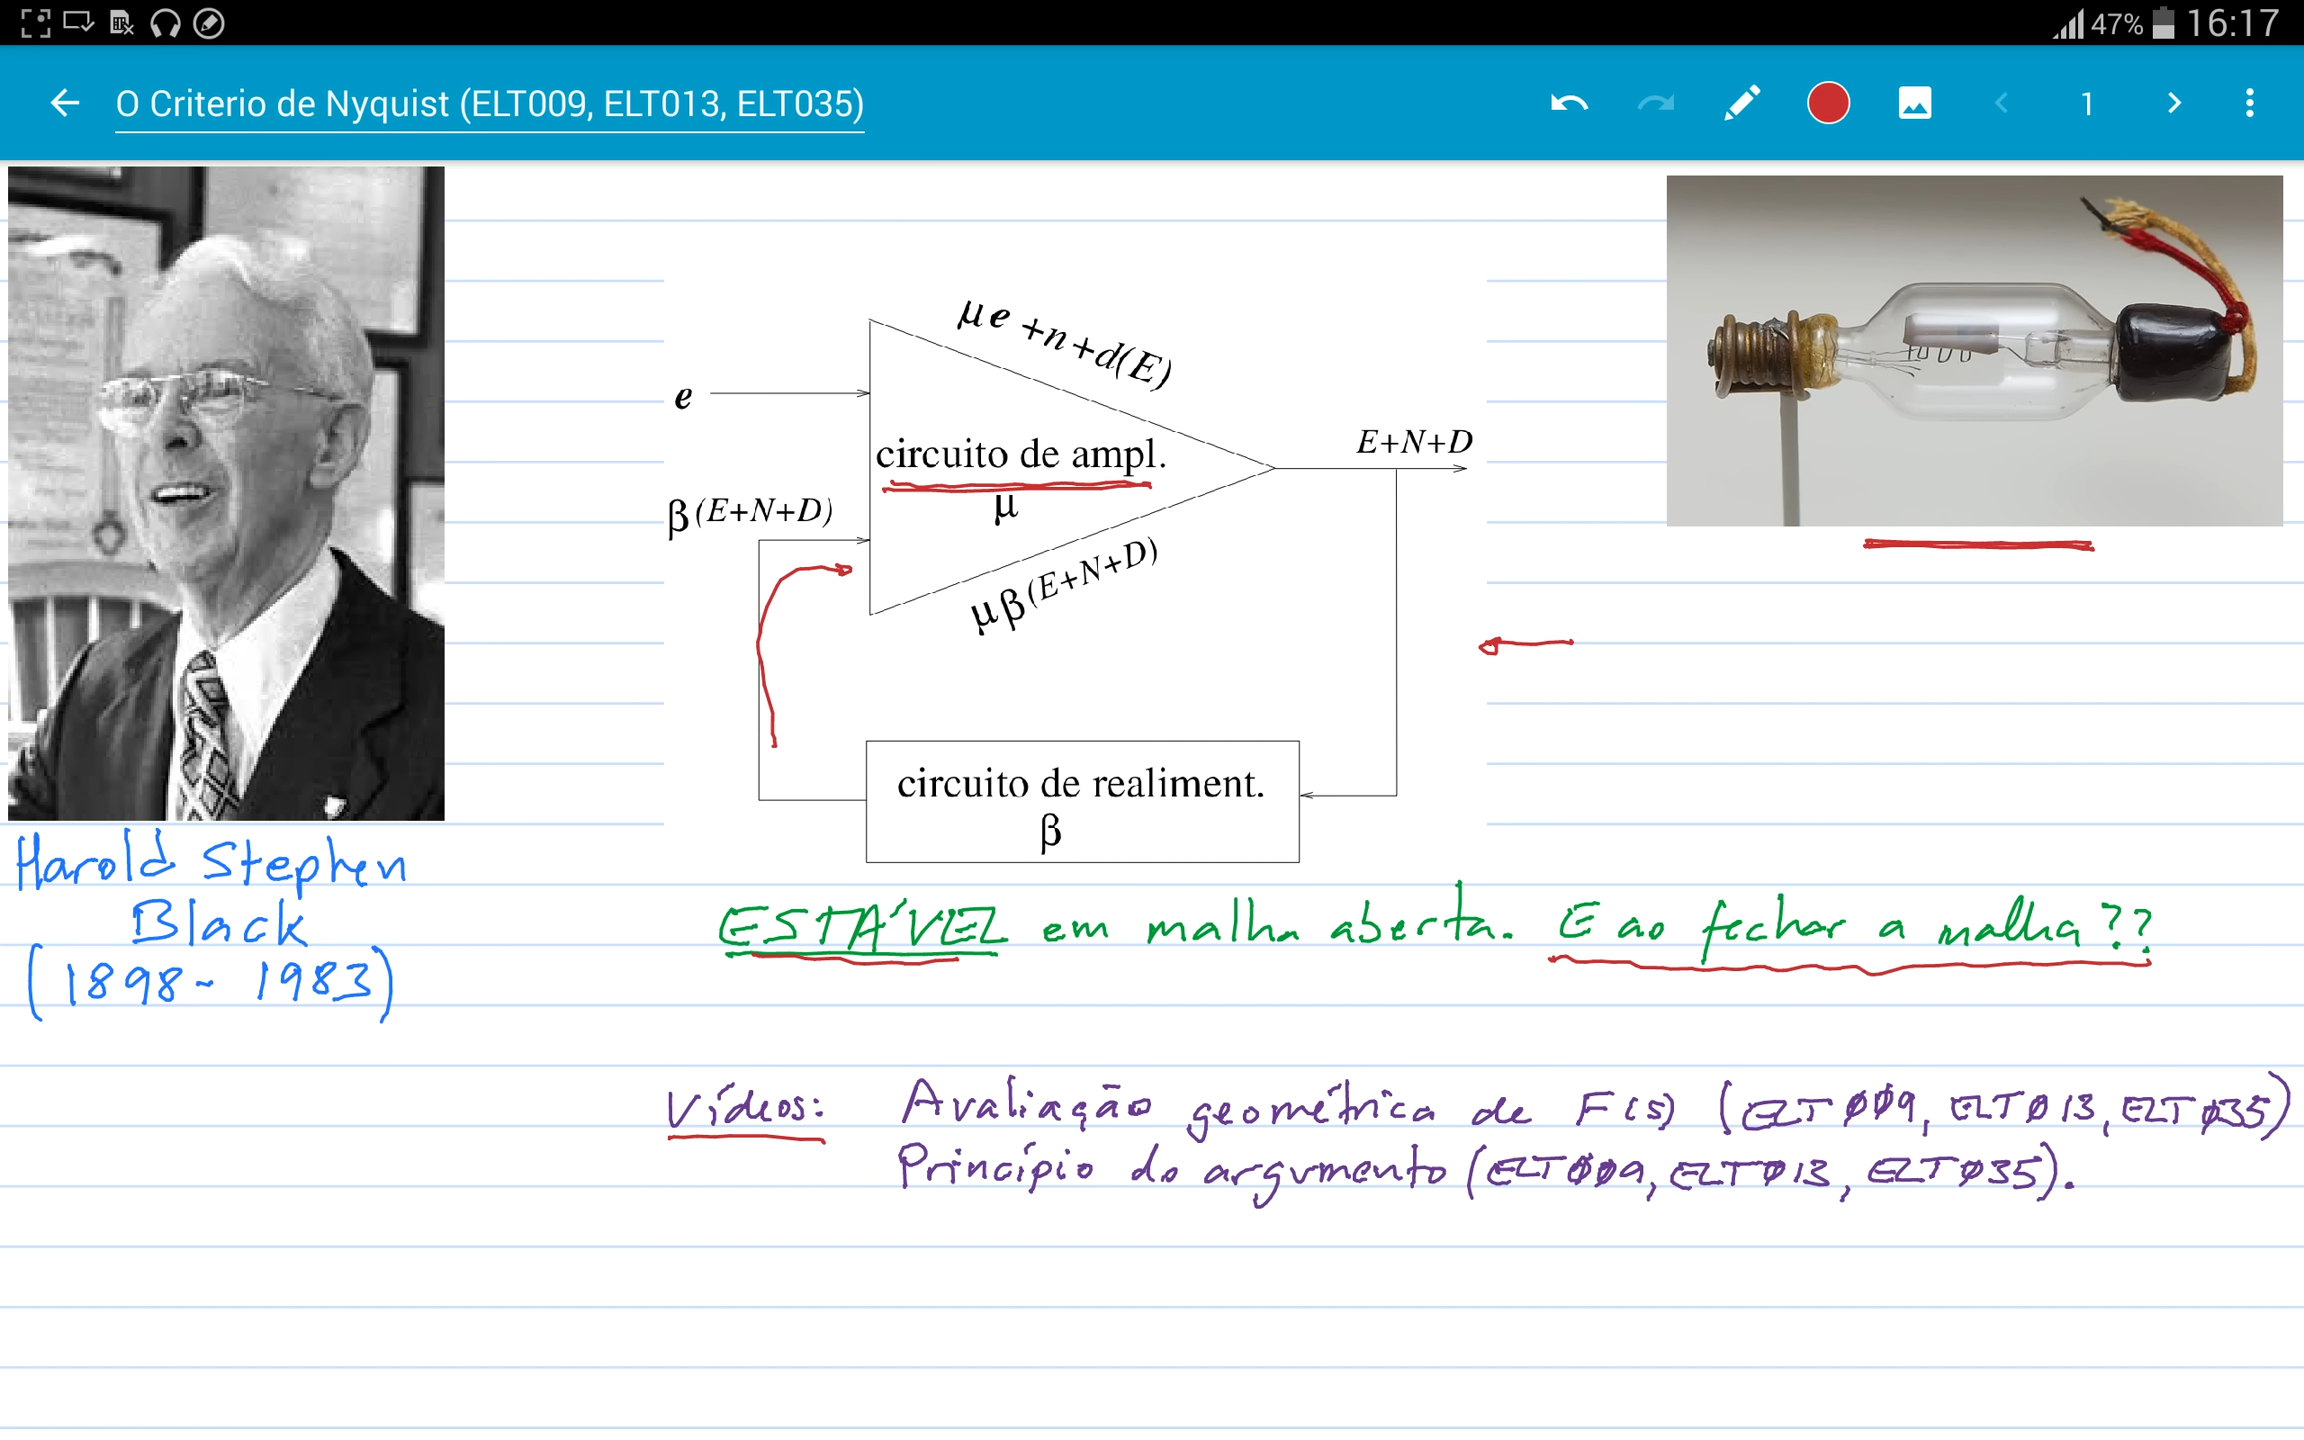 47% 16:17
O Criterio de Nyquist (ELT009, ELT013, ELT035)
1
μe+n+d(E)
e
circuito de ampl.
μ
E+N+D
β(E+N+D)
μβ(E+N+D)
circuito de realiment.
β
Harold Stephen
Black
(1898- 1983)
ESTÁVEL em malha aberta. E ao fechar a malha??
Vídeos: Avaliação geométrica de F(s) (ELT009, ELT013, ELT035)
Princípio do argumento (ELT009, ELT013, ELT035).